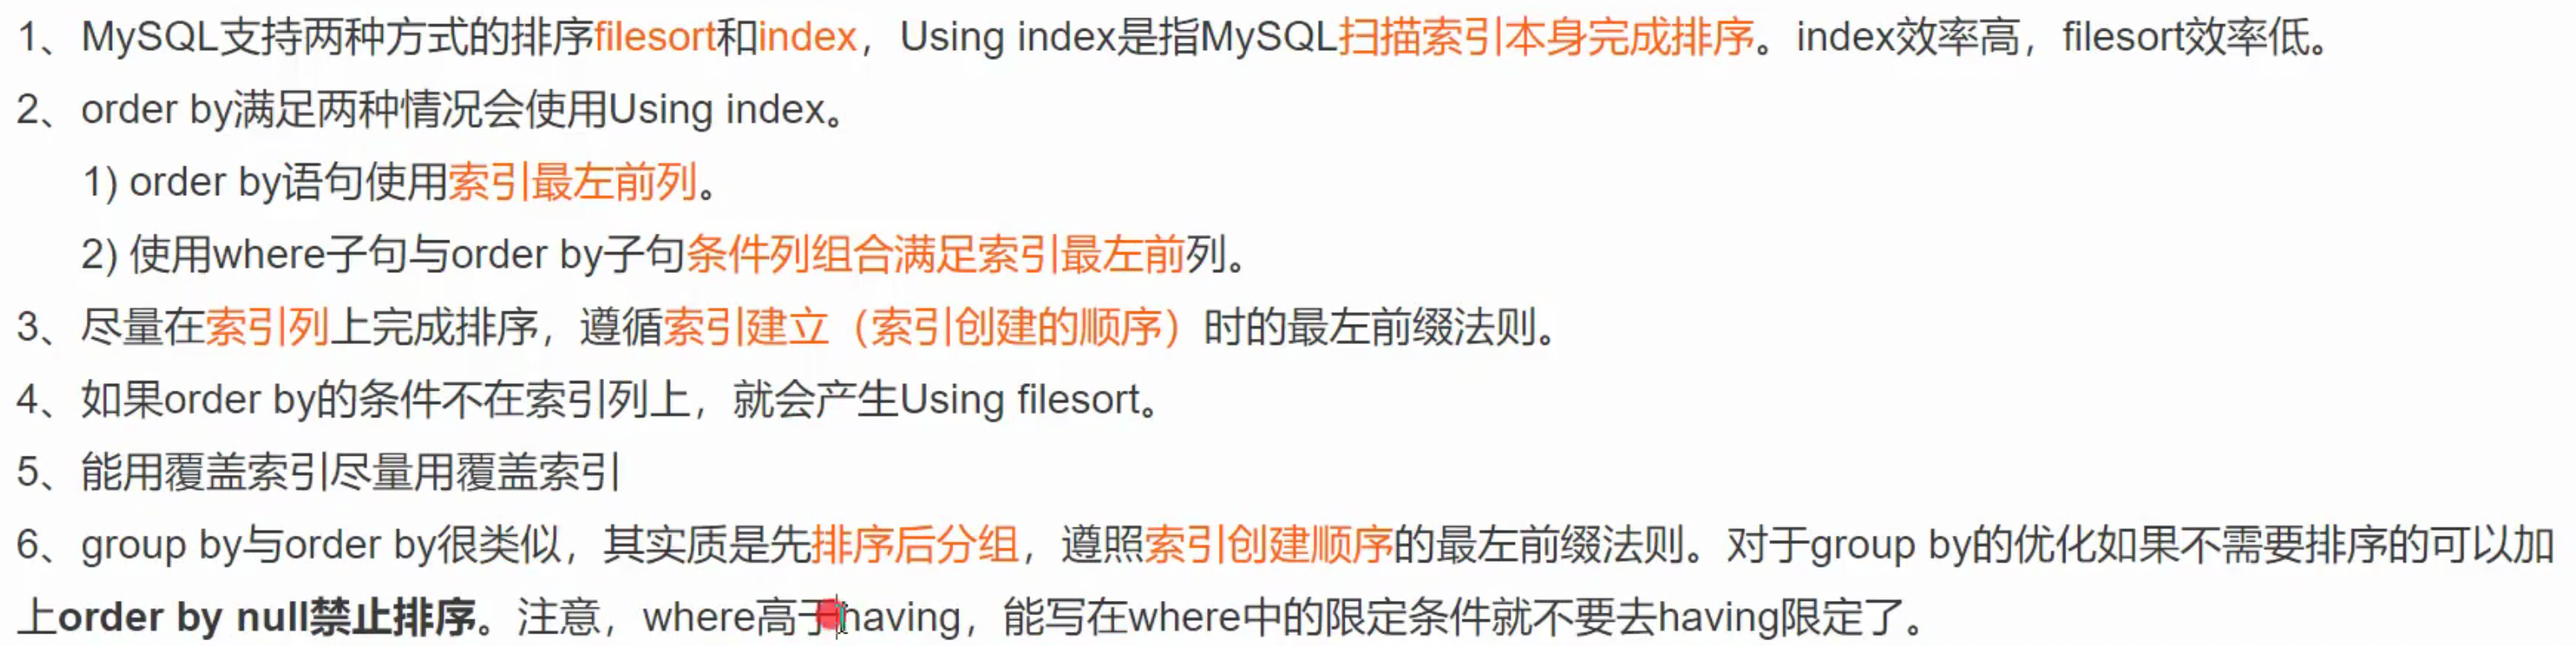 1、MySQL支持两种方式的排序filesort和index，Using index是指MySQL扫描索引本身完成排序。index效率高，filesort效率低。
2、order by满足两种情况会使用Using index。
1) order by语句使用索引最左前列。
2) 使用where子句与order by子句条件列组合满足索引最左前列。
3、尽量在索引列上完成排序，遵循索引建立（索引创建的顺序）时的最左前缀法则。
4、如果order by的条件不在索引列上，就会产生Using filesort。
5、能用覆盖索引尽量用覆盖索引
6、group by与order by很类似，其实质是先排序后分组，遵照索引创建顺序的最左前缀法则。对于group by的优化如果不需要排序的可以加
上order by null禁止排序。注意，where高于having，能写在where中的限定条件就不要去having限定了。